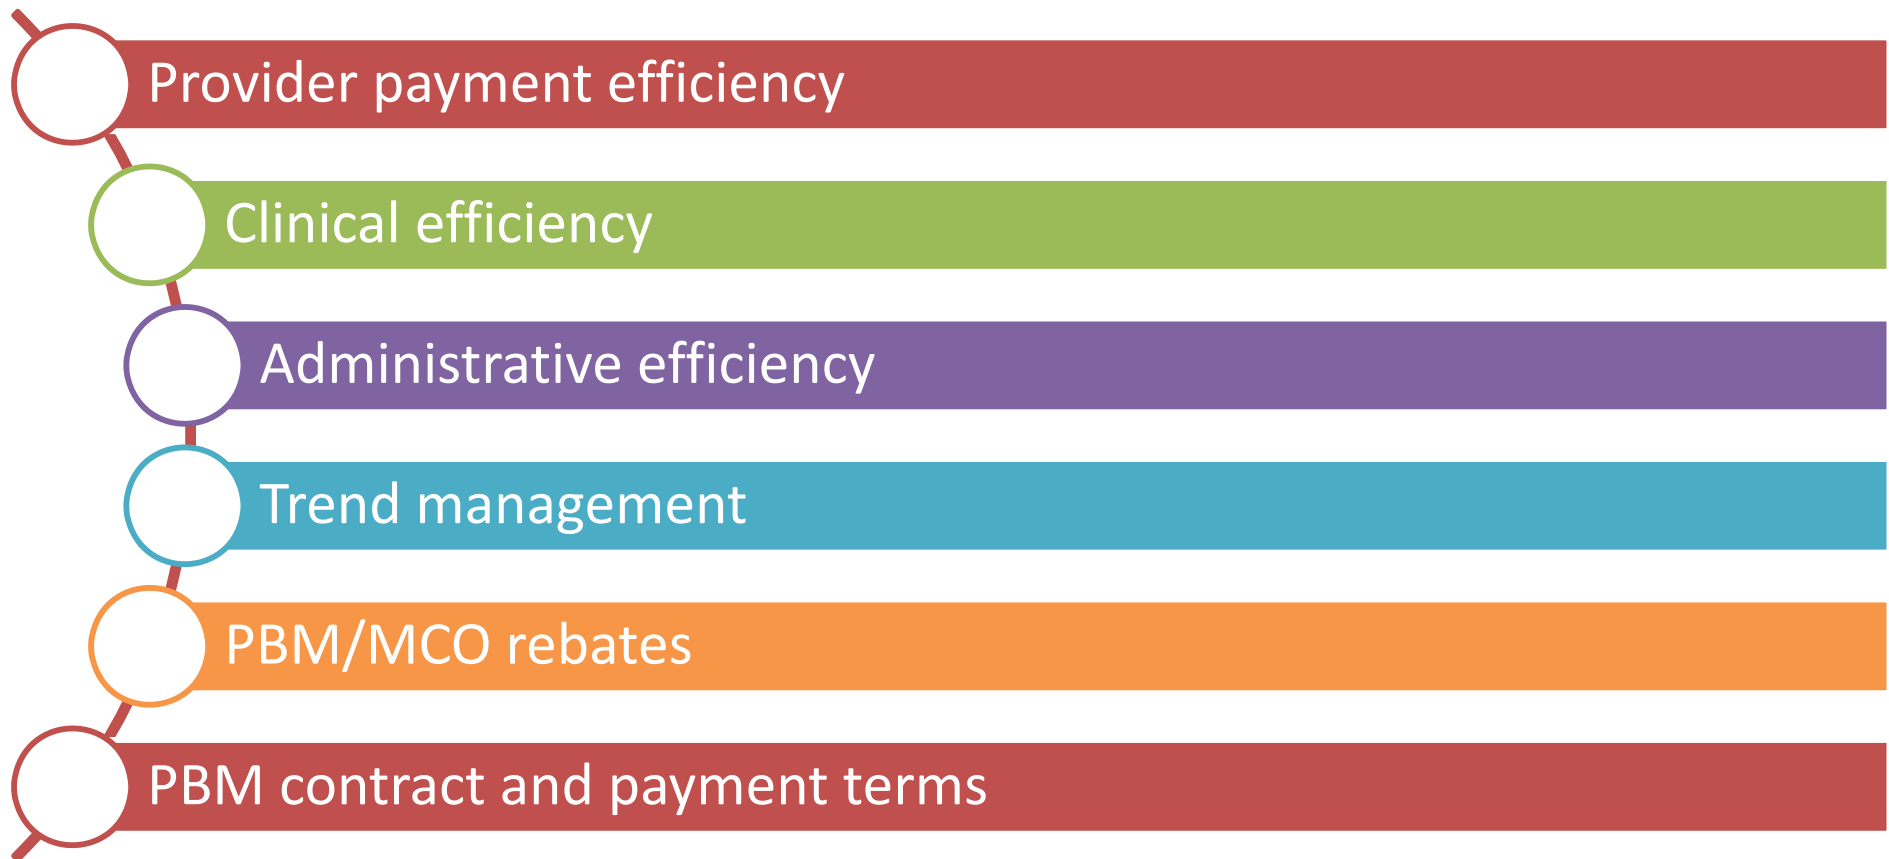 Provider payment efficiency
Clinical efficiency
Administrative efficiency
Trend management
PBM/MCO rebates
PBM contract and payment terms